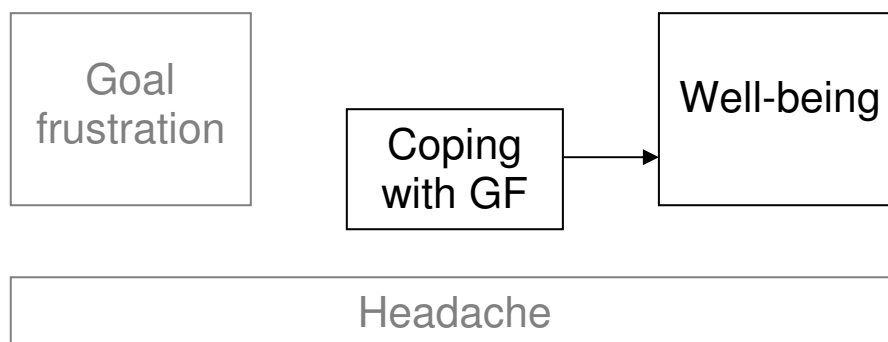 Goal
frustration
Coping
with GF
Well-being
Headache